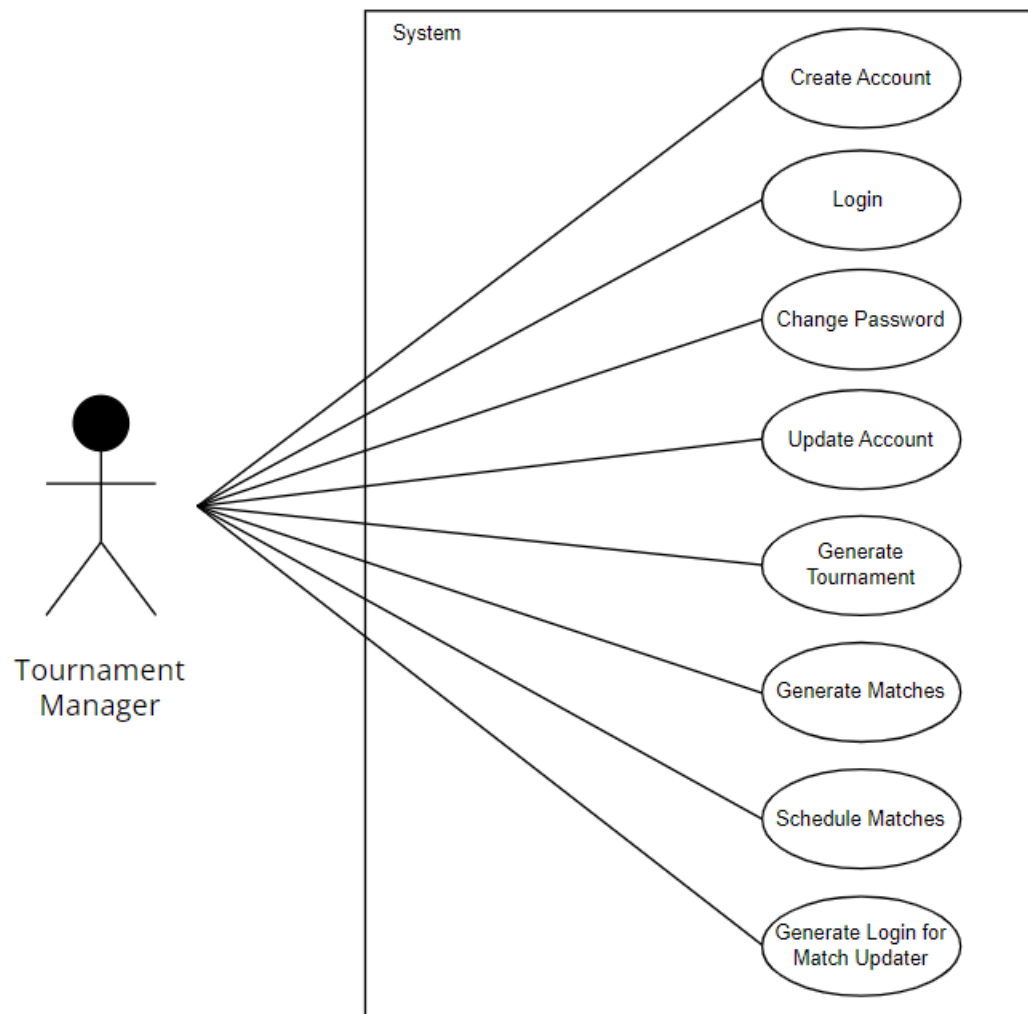 System
Create Account
Login
Change Password
Update Account
Generate
Tournament
Generate Matches
Schedule Matches
Generate Login for
Match Updater
Tournament
Manager